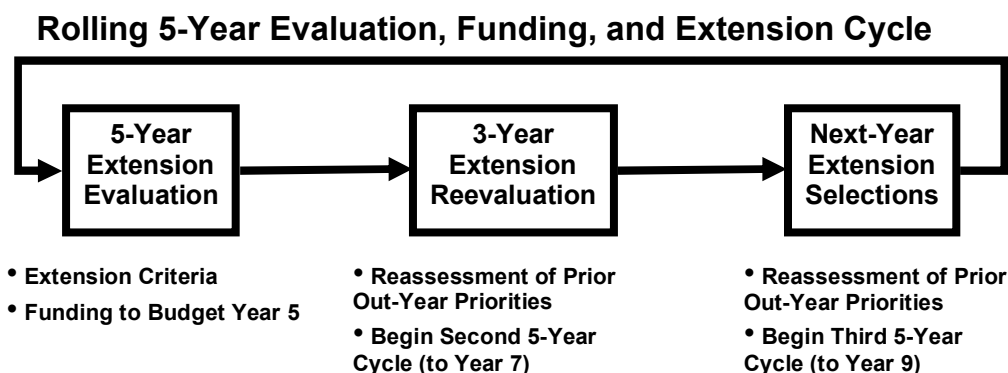 Rolling 5-Year Evaluation, Funding, and Extension Cycle
5-Year
Extension
Evaluation
3-Year
Extension
Reevaluation
Next-Year
Extension
Selections
• Extension Criteria
• Funding to Budget Year 5
• Reassessment of Prior
Out-Year Priorities
• Begin Second 5-Year
Cycle (to Year 7)
• Reassessment of Prior
Out-Year Priorities
• Begin Third 5-Year
Cycle (to Year 9)